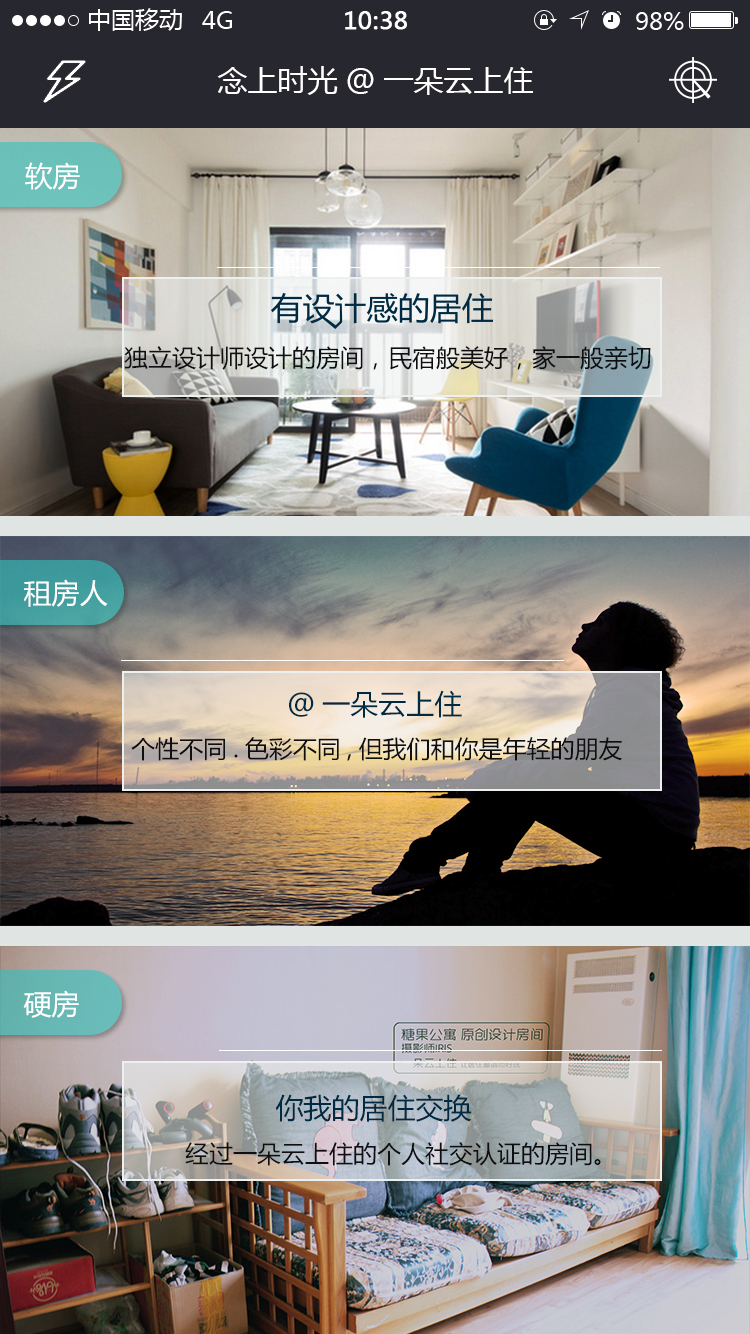 中国移动 4G 10:38 98%
念上时光 @ 一朵云上住
软房
有设计感的居住
独立设计师设计的房间，民宿般美好，家一般亲切
租房人
@ 一朵云上住
个性不同 . 色彩不同 , 但我们和你是年轻的朋友
硬房
糖果公寓 原创设计房间
摄影师IRIS
一朵云上住
你我的居住交换
经过一朵云上住的个人社交认证的房间。